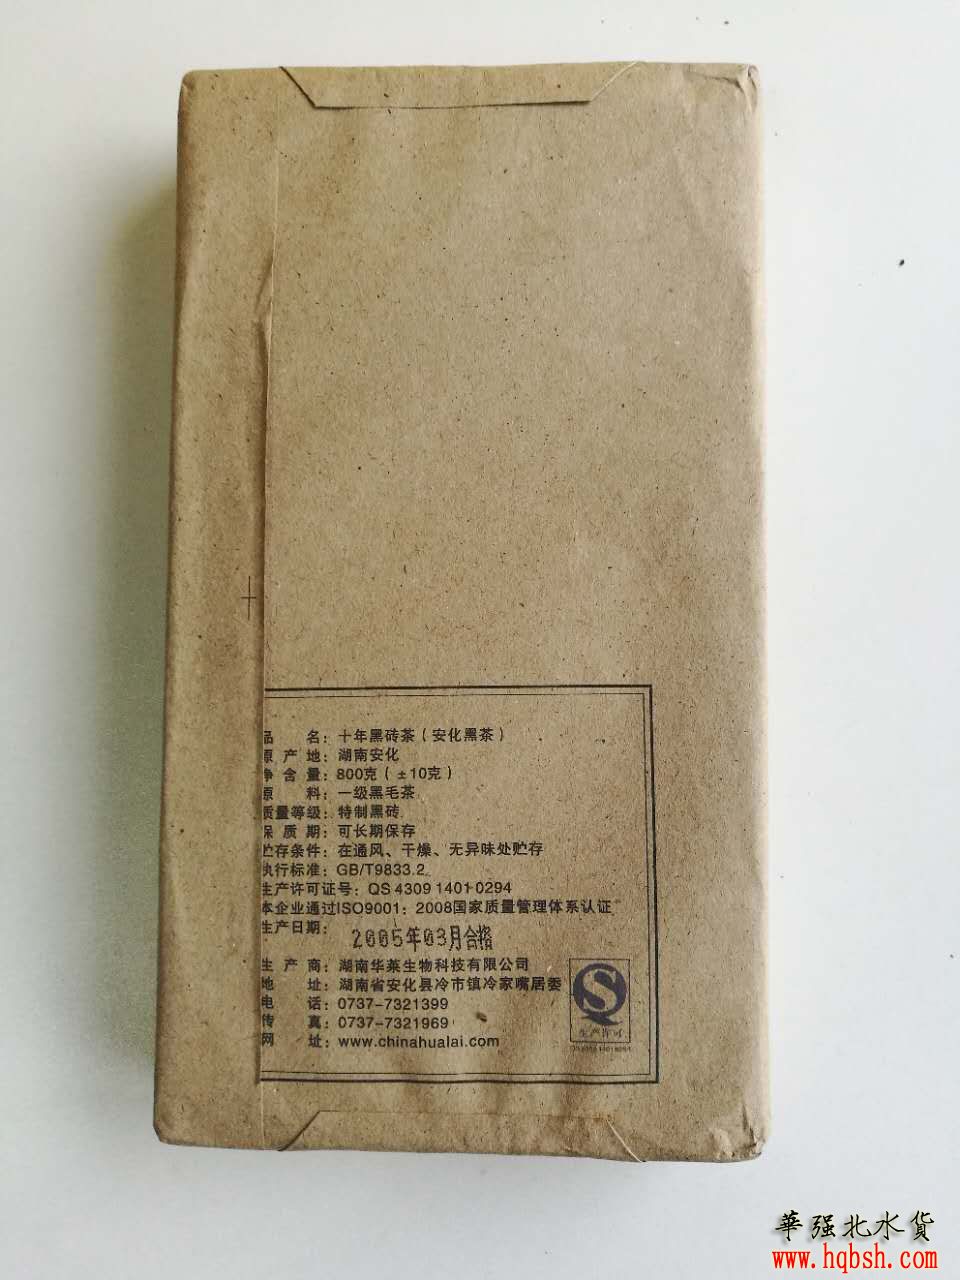 品 名：十年黑砖茶（安化黑茶）
原 产 地：湖南安化
净 含 量：800克（±10克）
原 料：一级黑毛茶
质量等级：特制黑砖
保 质 期：可长期保存
贮存条件：在通风、干燥、无异味处贮存
执行标准：GB/T9833.2
生产许可证号：QS 4309 1401 0294
本企业通过ISO9001：2008国家质量管理体系认证
生产日期：
2005年03月合格
生 产 商：湖南华莱生物科技有限公司
地 址：湖南省安化县冷市镇冷家嘴居委
电 话：0737-7321399
传 真：0737-7321969
网 址：www.chinahualai.com
生产许可
華强北水貨
www.hqbsh.com